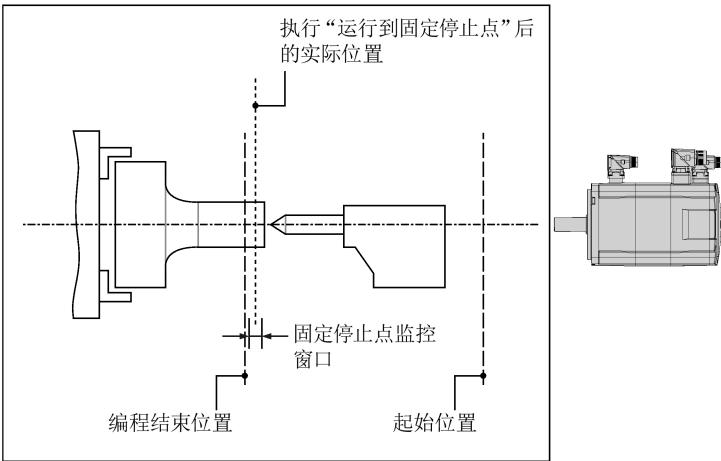 执行“运行到固定停止点”后
的实际位置
固定停止点监控
窗口
编程结束位置
起始位置